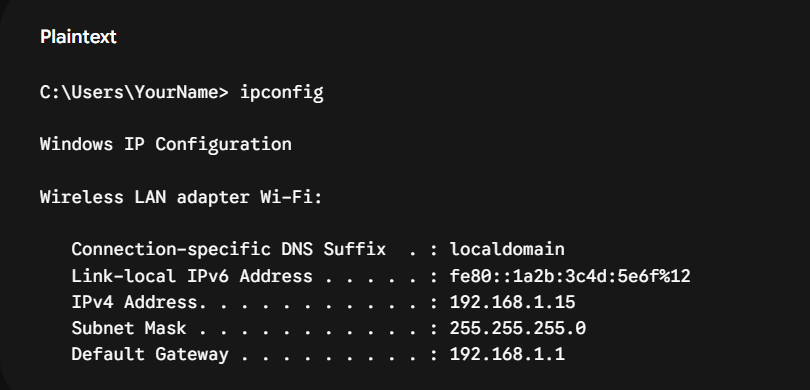 Plaintext
C:\Users\YourName> ipconfig
Windows IP Configuration
Wireless LAN adapter Wi-Fi:
Connection-specific DNS Suffix  . : localdomain
Link-local IPv6 Address . . . . . : fe80::1a2b:3c4d:5e6f%12
IPv4 Address. . . . . . . . . . . : 192.168.1.15
Subnet Mask . . . . . . . . . . . : 255.255.255.0
Default Gateway . . . . . . . . . : 192.168.1.1